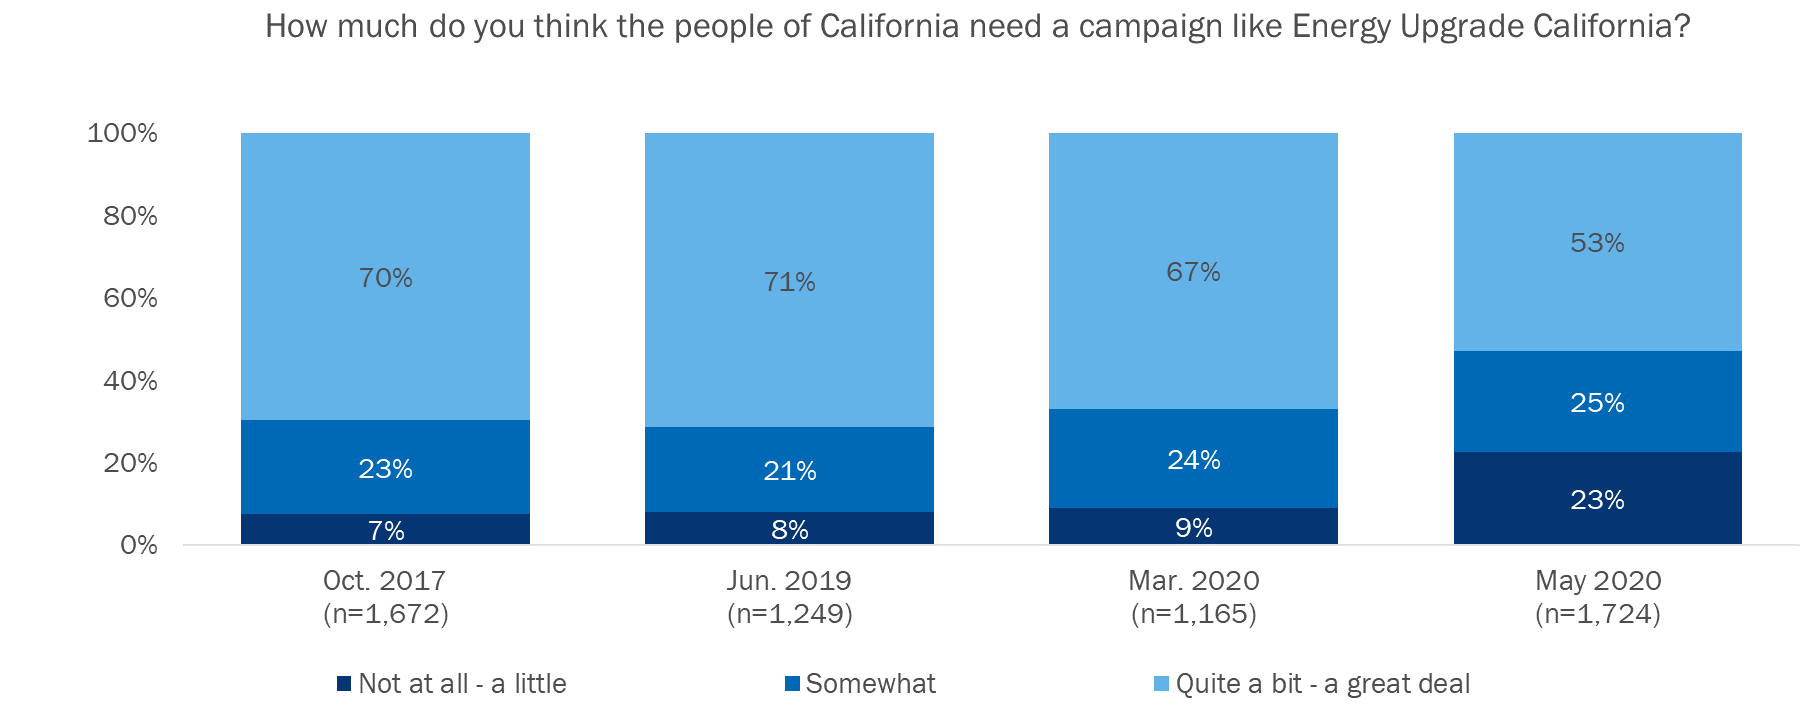 How much do you think the people of California need a campaign like Energy Upgrade California?
100%
80%
60%
40%
20%
0%
70%
71%
67%
53%
23%
21%
24%
25%
7%
8%
9%
23%
Oct. 2017
(n=1,672)
Jun. 2019
(n=1,249)
Mar. 2020
(n=1,165)
May 2020
(n=1,724)
Not at all - a little
Somewhat
Quite a bit - a great deal